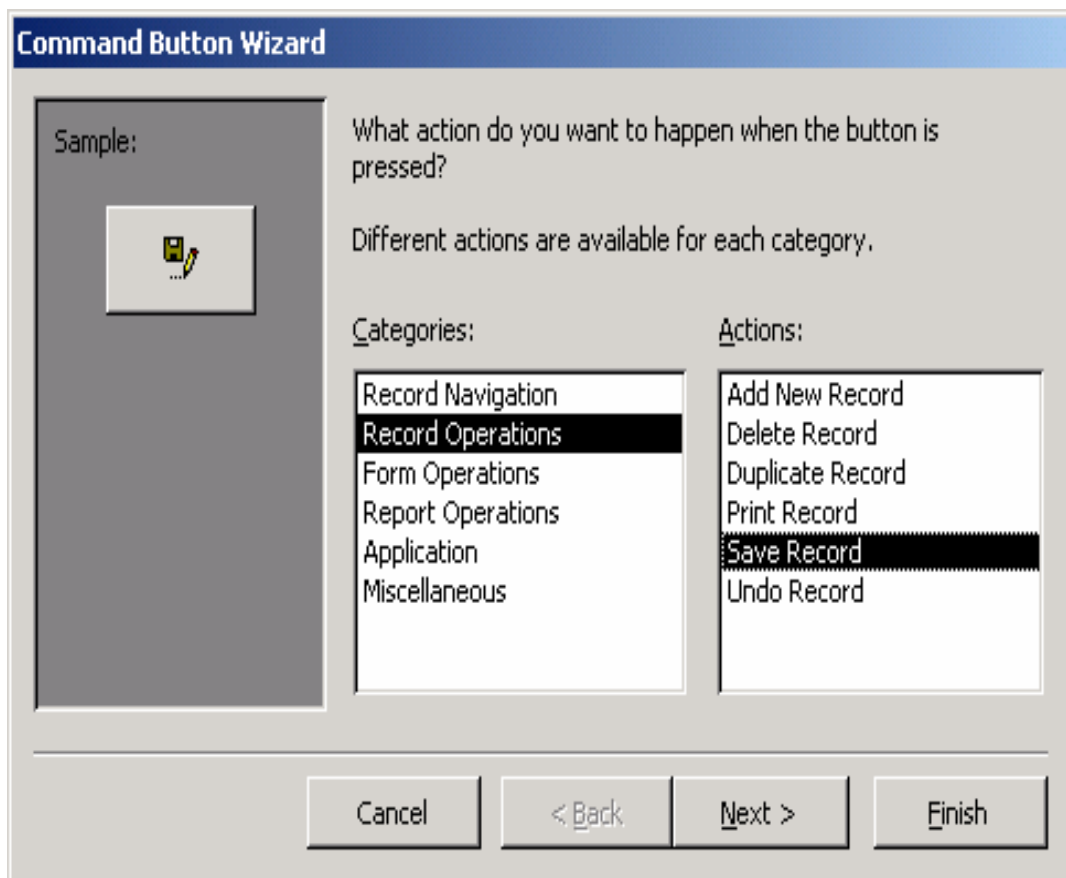 Command Button Wizard
Sample:
What action do you want to happen when the button is
pressed?
Different actions are available for each category.
Categories:
Record Navigation
Record Operations
Form Operations
Report Operations
Application
Miscellaneous
Actions:
Add New Record
Delete Record
Duplicate Record
Print Record
Save Record
Undo Record
Cancel
< Back
Next >
Finish